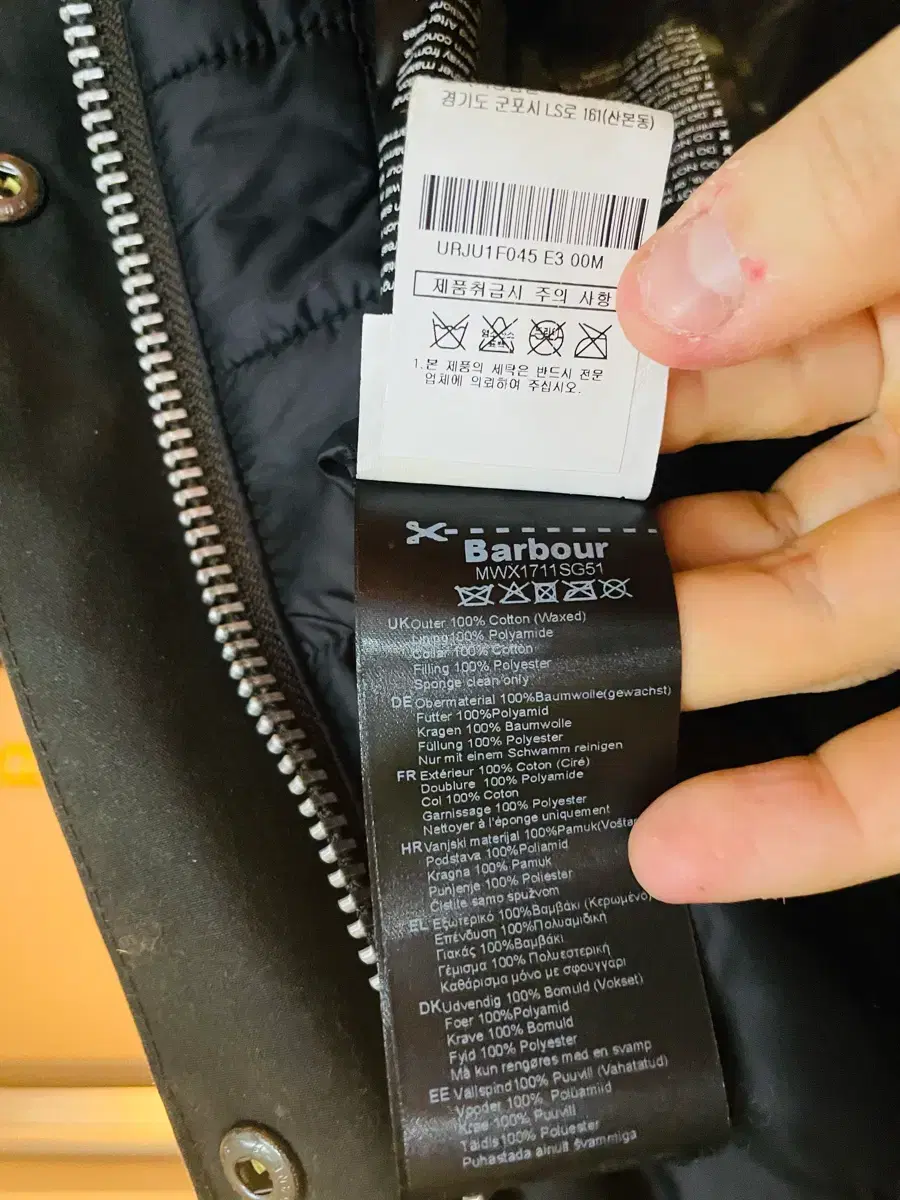 경기도 군포시 LS로 161(산본동)
URJU1F045 E3 00M
제품취급시 주의 사항
1.본 제품의 세탁은 반드시 전문
업체에 의뢰하여 주십시오.
Barbour
MWX1711SG51
UK Outer 100% Cotton (Waxed)
Lining 100% Polyamide
Collar 100% Cotton
Filling 100% Polyester
Sponge clean only
DE Obermaterial 100%Baumwolle(gewachst)
Futter 100%Polyamid
Kragen 100% Baumwolle
Füllung 100% Polyester
Nur mit einem Schwamm reinigen
FR Extérieur 100% Coton (Ciré)
Doublure 100% Polyamide
Col 100% Coton
Garnissage 100% Polyester
Nettoyer à l'éponge uniquement
HR Vanjski materijal 100%Pamuk
Podstava 100%Poliamid
Kragna 100% Pamuk
Punjenje 100% Poliester
Cistite samo spužvom
EL Εξωτερικό 100%Βαμβάκι (Κερωμένο)
Επένδυση 100%Πολυαμιδική
Γιακάς 100%Βαμβάκι
Γέμισμα 100% Πολυεστερική
Καθάρισμα μόνο με σφουγγάρι
DK Udvendig 100% Bomuld (Vokset)
Foer 100%Polyamid
Krave 100% Bomuld
Fyld 100% Polyester
Må kun rengøres med en svamp
EE Vällspind100% Puuvill (Vahatatud)
Vooder 100% Polüamiid
Krae 100% Puuvill
Täidis100% Polüester
Puhastada ainult švammiga